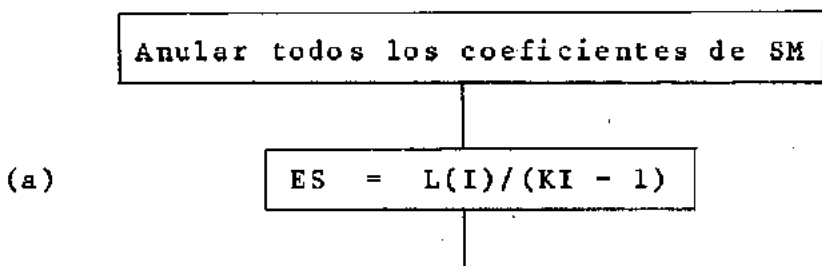 Anular todos los coeficientes de SM
(a) ES = L(I)/(KI - 1)